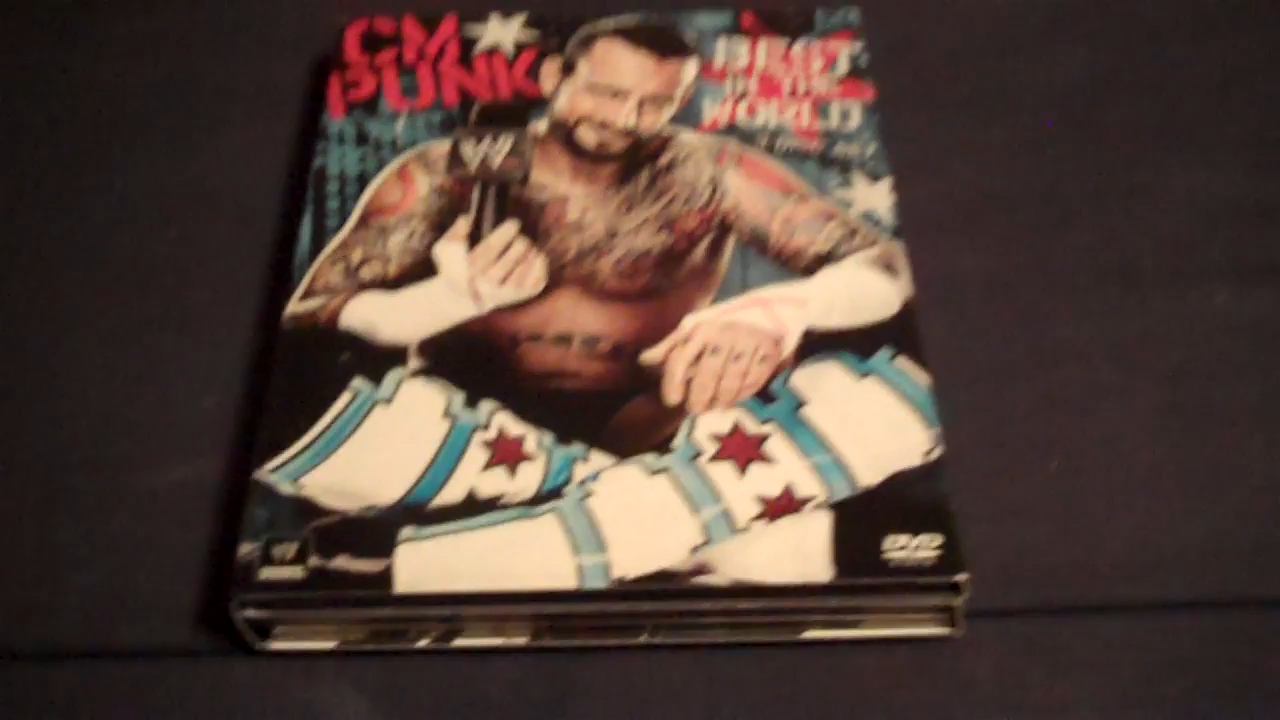 CM
PUNK
BEST
IN THE
WORLD
W
DVD